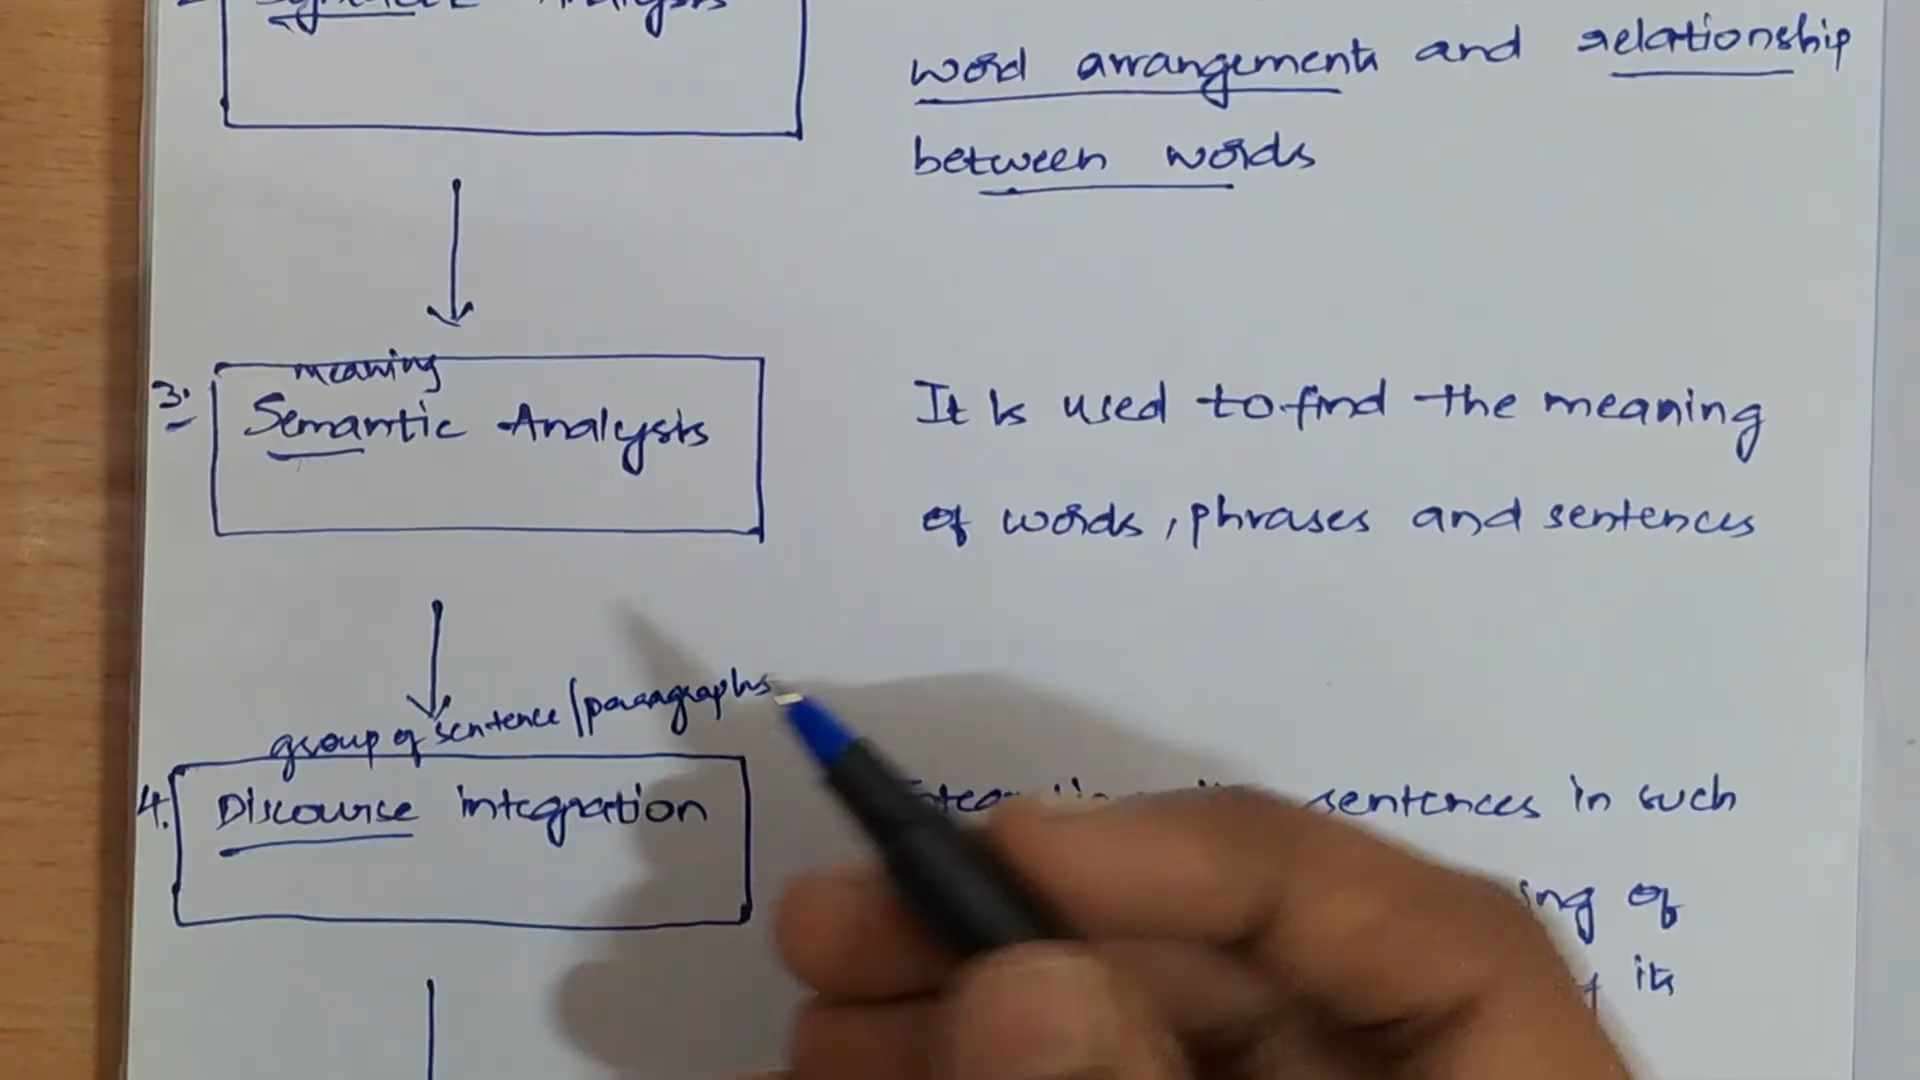 Analysis
word arrangements and relationship
between words
meaning
3. Semantic Analysis
It is used to find the meaning
of words, phrases and sentences
group of sentence/paragraphs
4. Discourse integration
sentences in such
of